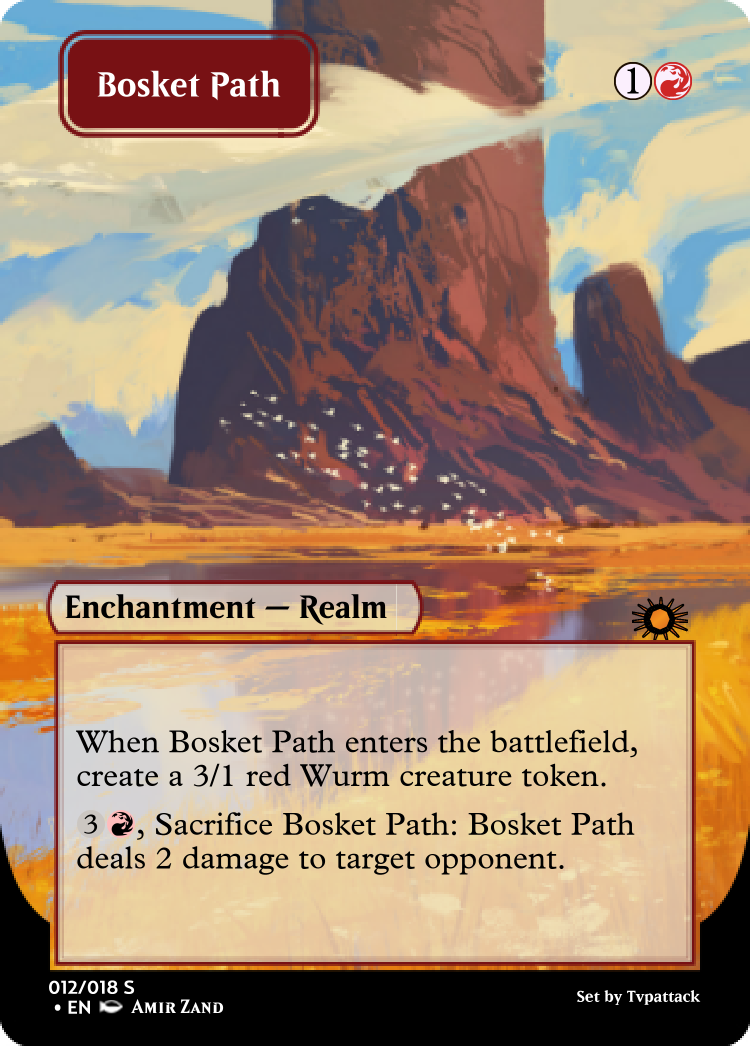 Bosket Path
1
Enchantment — Realm
When Bosket Path enters the battlefield,
create a 3/1 red Wurm creature token.
3 , Sacrifice Bosket Path: Bosket Path
deals 2 damage to target opponent.
012/018 S
• EN Amir Zand
Set by Tvpattack